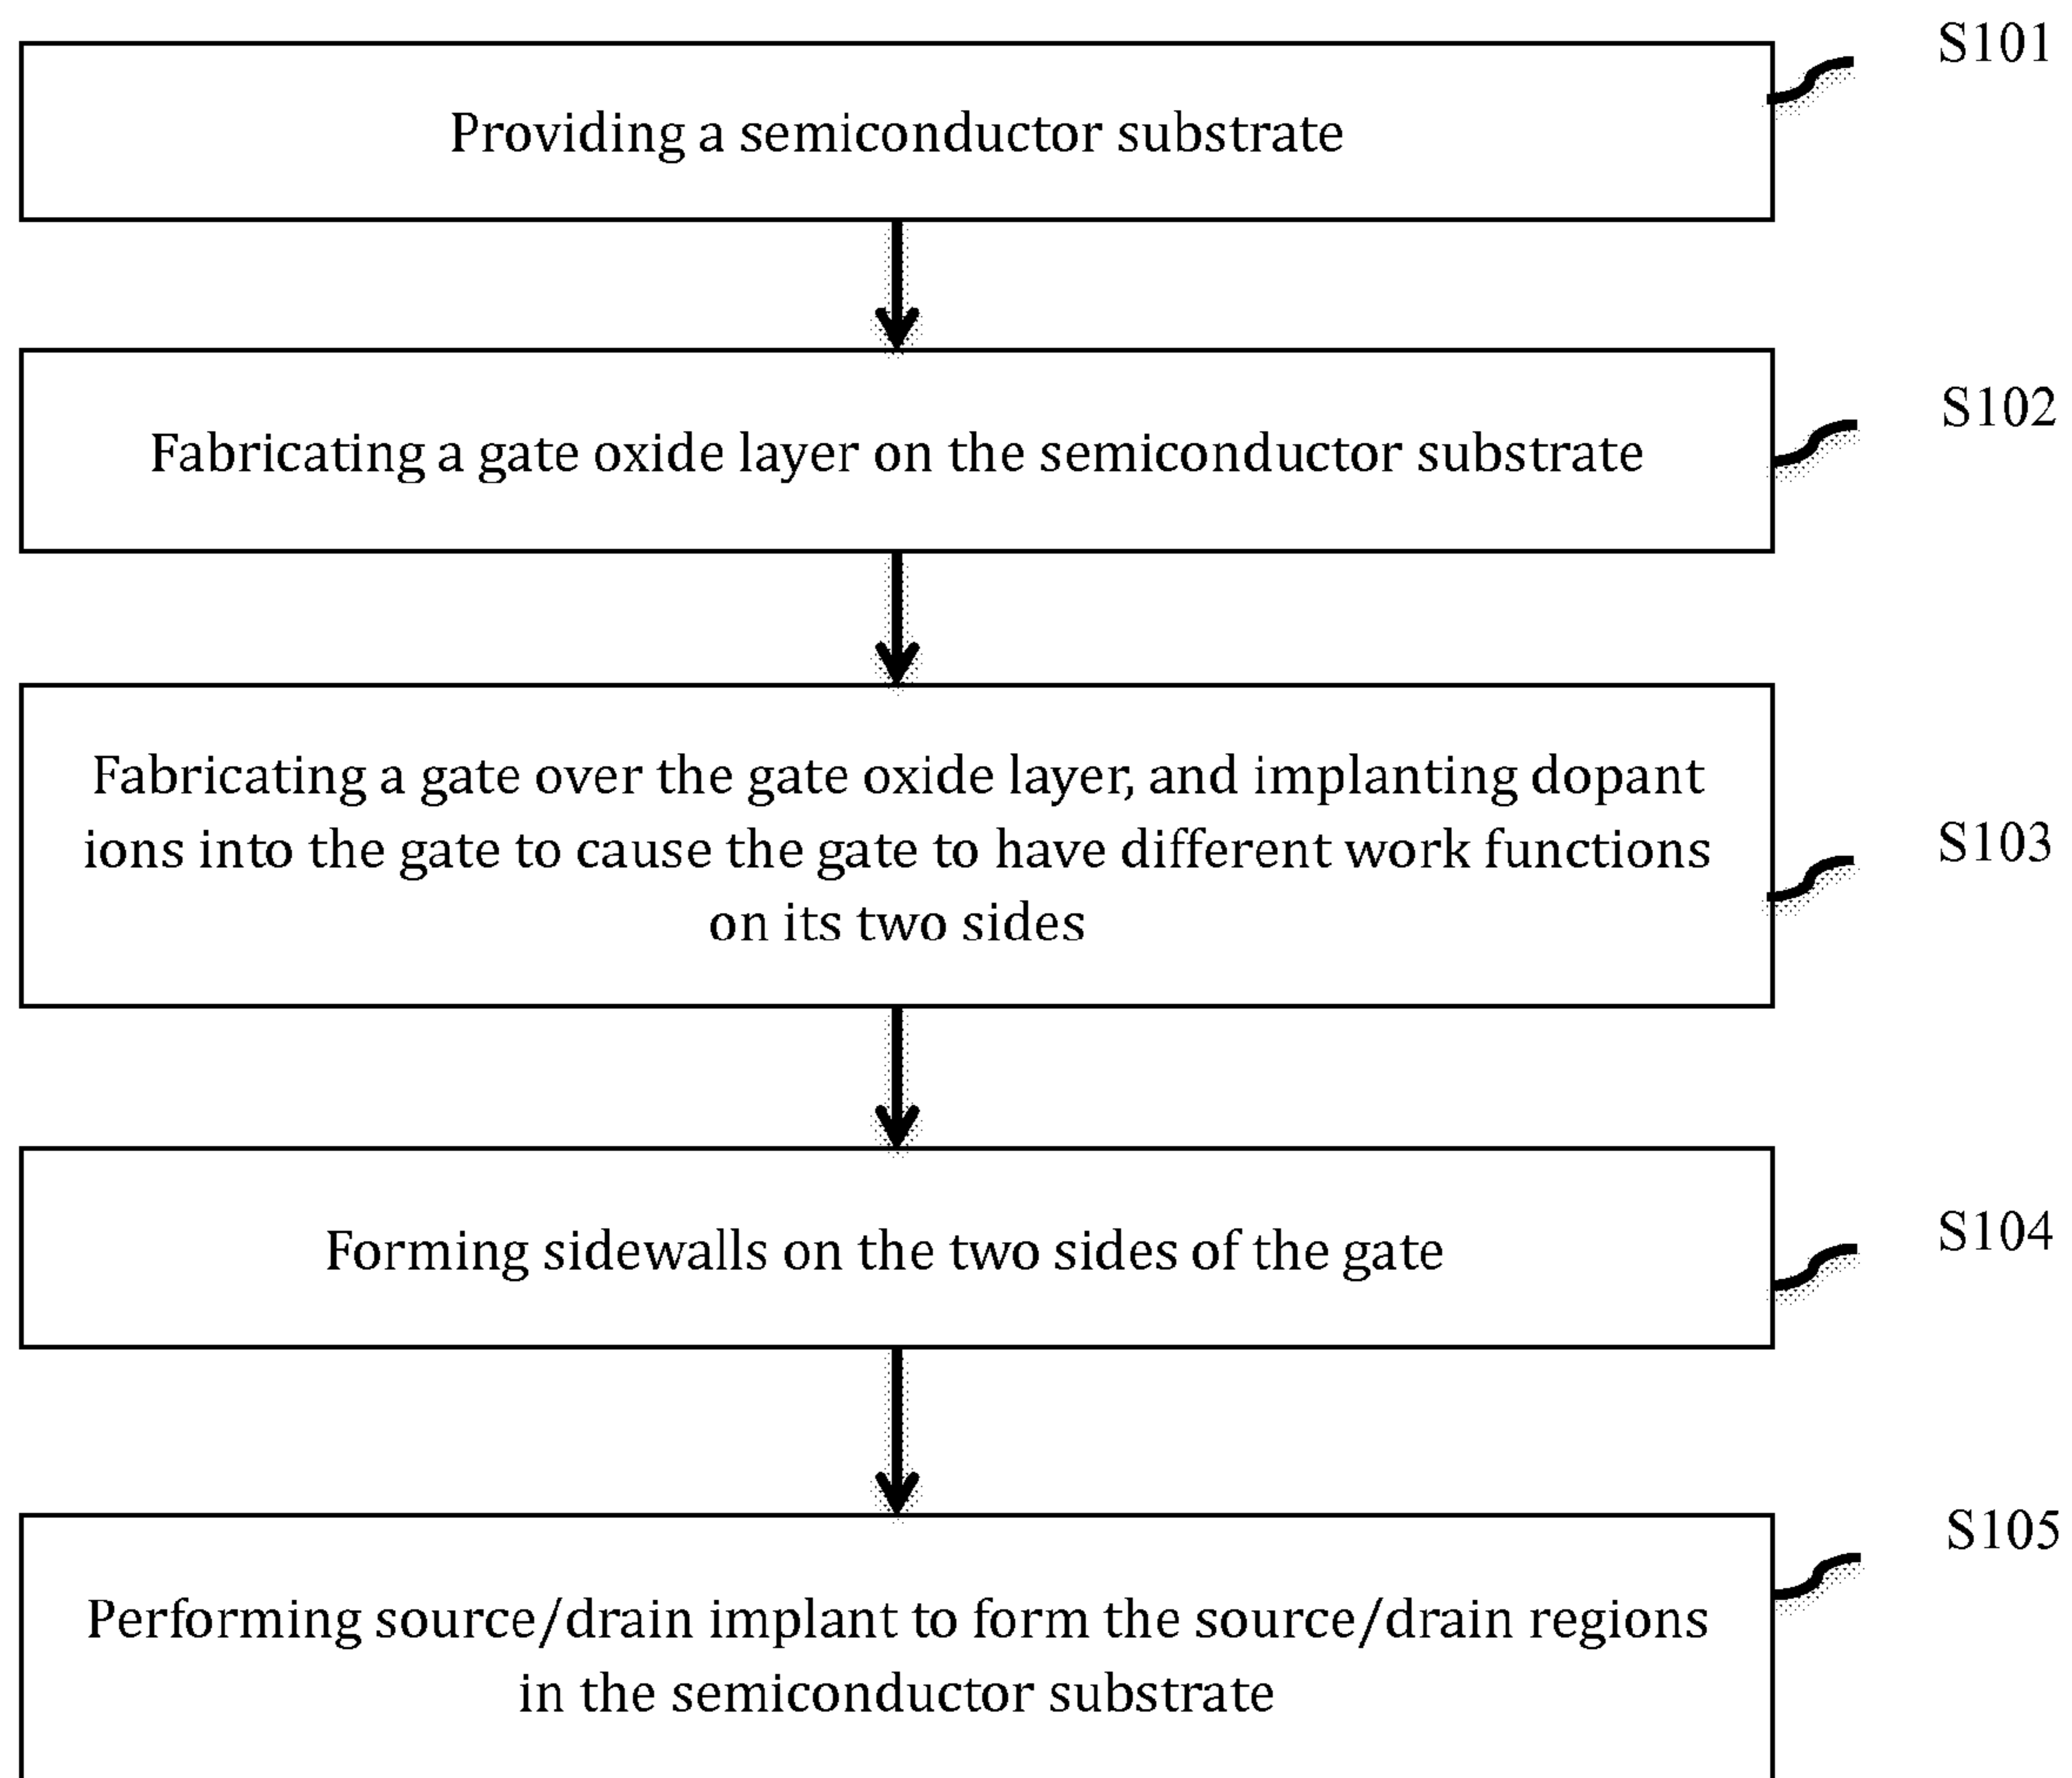 S101
Providing a semiconductor substrate
S102
Fabricating a gate oxide layer on the semiconductor substrate
Fabricating a gate over the gate oxide layer, and implanting dopant
ions into the gate to cause the gate to have different work functions
on its two sides
S103
Forming sidewalls on the two sides of the gate
S104
S105
Performing source/drain implant to form the source/drain regions
in the semiconductor substrate